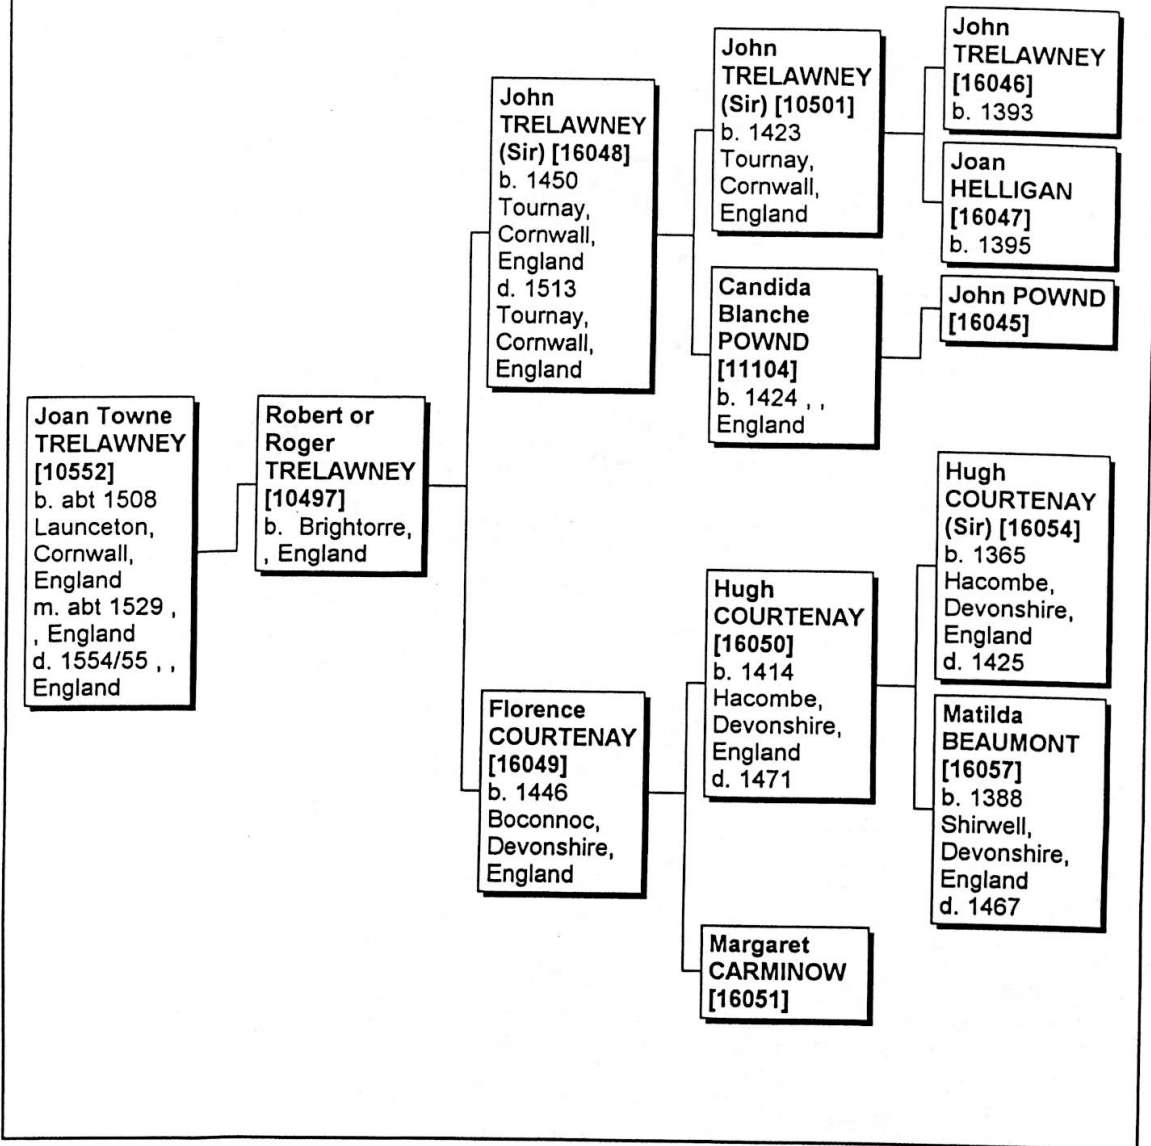 Joan Towne
TRELAWNEY
[10552]
b. abt 1508
Launceton,
Cornwall,
England
m. abt 1529 ,
, England
d. 1554/55 , ,
England
Robert or
Roger
TRELAWNEY
[10497]
b.  Brightorre,
, England
John
TRELAWNEY
(Sir) [16048]
b. 1450
Tournay,
Cornwall,
England
d. 1513
Tournay,
Cornwall,
England
Florence
COURTENAY
[16049]
b. 1446
Boconnoc,
Devonshire,
England
John
TRELAWNEY
(Sir) [10501]
b. 1423
Tournay,
Cornwall,
England
Candida
Blanche
POWND
[11104]
b. 1424 , ,
England
Hugh
COURTENAY
[16050]
b. 1414
Hacombe,
Devonshire,
England
d. 1471
Margaret
CARMINOW
[16051]
John
TRELAWNEY
[16046]
b. 1393
Joan
HELLIGAN
[16047]
b. 1395
John POWND
[16045]
Hugh
COURTENAY
(Sir) [16054]
b. 1365
Hacombe,
Devonshire,
England
d. 1425
Matilda
BEAUMONT
[16057]
b. 1388
Shirwell,
Devonshire,
England
d. 1467